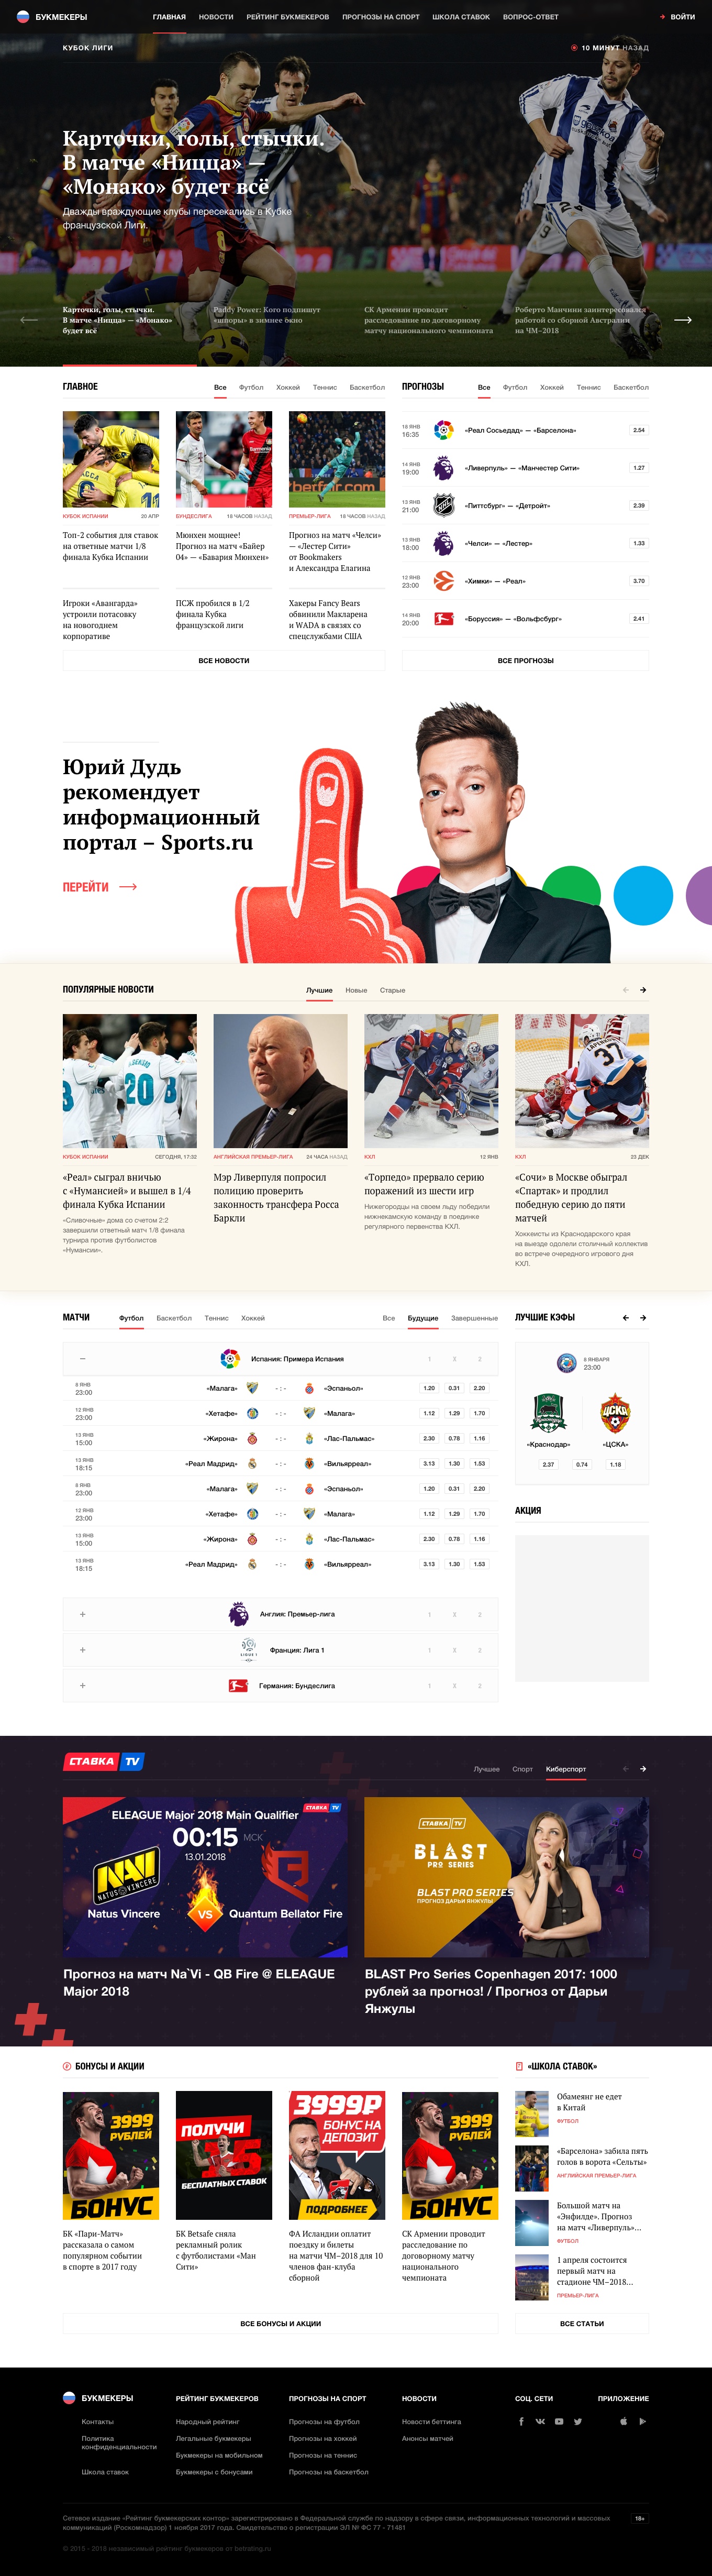 БУКМЕКЕРЫ
ГЛАВНАЯ НОВОСТИ РЕЙТИНГ БУКМЕКЕРОВ ПРОГНОЗЫ НА СПОРТ ШКОЛА СТАВОК ВОПРОС-ОТВЕТ
ВОЙТИ
КУБОК ЛИГИ
10 МИНУТ НАЗАД
Карточки, голы, стычки.
В матче «Ницца» —
«Монако» будет всё
Дважды враждующие клубы пересекались в Кубке
французской Лиги.
Карточки, голы, стычки.
В матче «Ницца» — «Монако»
будет всё
Paddy Power: Кого подпишут
«шпоры» в зимнее окно
СК Армении проводит
расследование по договорному
матчу национального чемпионата
Роберто Манчини заинтересовался
работой со сборной Австралии
на ЧМ–2018
ГЛАВНОЕ
Все Футбол Хоккей Теннис Баскетбол
КУБОК ИСПАНИИ 20 АПР
Топ-2 события для ставок
на ответные матчи 1/8
финала Кубка Испании
БУНДЕСЛИГА 18 ЧАСОВ НАЗАД
Мюнхен мощнее!
Прогноз на матч «Байер
04» — «Бавария Мюнхен»
ПРЕМЬЕР-ЛИГА 18 ЧАСОВ НАЗАД
Прогноз на матч «Челси»
— «Лестер Сити»
от Bookmakers
и Александра Елагина
Игроки «Авангарда»
устроили потасовку
на новогоднем
корпоративе
ПСЖ пробился в 1/2
финала Кубка
французской лиги
Хакеры Fancy Bears
обвинили Макларена
и WADA в связях со
спецслужбами США
ВСЕ НОВОСТИ
ПРОГНОЗЫ
Все Футбол Хоккей Теннис Баскетбол
18 ЯНВ
16:35 «Реал Сосьедад» — «Барселона» 2.54
14 ЯНВ
19:00 «Ливерпуль» — «Манчестер Сити» 1.27
13 ЯНВ
21:00 «Питтсбург» — «Детройт» 2.39
13 ЯНВ
18:00 «Челси» — «Лестер» 1.33
12 ЯНВ
23:00 «Химки» — «Реал» 3.70
14 ЯНВ
20:00 «Боруссия» — «Вольфсбург» 2.41
ВСЕ ПРОГНОЗЫ
Юрий Дудь
рекомендует
информационный
портал – Sports.ru
ПЕРЕЙТИ
ПОПУЛЯРНЫЕ НОВОСТИ
Лучшие Новые Старые
КУБОК ИСПАНИИ СЕГОДНЯ, 17:32
«Реал» сыграл вничью
с «Нумансией» и вышел в 1/4
финала Кубка Испании
«Сливочные» дома со счетом 2:2
завершили ответный матч 1/8 финала
турнира против футболистов
«Нумансии».
АНГЛИЙСКАЯ ПРЕМЬЕР-ЛИГА 24 ЧАСА НАЗАД
Мэр Ливерпуля попросил
полицию проверить
законность трансфера Росса
Баркли
КХЛ 12 ЯНВ
«Торпедо» прервало серию
поражений из шести игр
Нижегородцы на своем льду победили
нижнекамскую команду в поединке
регулярного первенства КХЛ.
КХЛ 23 ДЕК
«Сочи» в Москве обыграл
«Спартак» и продлил
победную серию до пяти
матчей
Хоккеисты из Краснодарского края
на выезде одолели столичный коллектив
во встрече очередного игрового дня
КХЛ.
МАТЧИ
Футбол Баскетбол Теннис Хоккей
Все Будущие Завершенные
Испания: Примера Испания 1 X 2
8 ЯНВ
23:00 «Малага» - : - «Эспаньол» 1.20 0.31 2.20
12 ЯНВ
23:00 «Хетафе» - : - «Малага» 1.12 1.29 1.70
13 ЯНВ
15:00 «Жирона» - : - «Лас-Пальмас» 2.30 0.78 1.16
13 ЯНВ
18:15 «Реал Мадрид» - : - «Вильярреал» 3.13 1.30 1.53
8 ЯНВ
23:00 «Малага» - : - «Эспаньол» 1.20 0.31 2.20
12 ЯНВ
23:00 «Хетафе» - : - «Малага» 1.12 1.29 1.70
13 ЯНВ
15:00 «Жирона» - : - «Лас-Пальмас» 2.30 0.78 1.16
13 ЯНВ
18:15 «Реал Мадрид» - : - «Вильярреал» 3.13 1.30 1.53
Англия: Премьер-лига 1 X 2
Франция: Лига 1 1 X 2
Германия: Бундеслига 1 X 2
ЛУЧШИЕ КЭФЫ
8 ЯНВАРЯ
23:00
«Краснодар» «ЦСКА»
2.37 0.74 1.18
АКЦИЯ
СТАВКА TV
Лучшее Спорт Киберспорт
СТАВКА TV
ELEAGUE Major 2018 Main Qualifier
00:15 МСК
13.01.2018
NAVI
NATUS VINCERE
VS
Natus Vincere Quantum Bellator Fire
Прогноз на матч Na`Vi - QB Fire @ ELEAGUE
Major 2018
СТАВКА TV
BLAST
PRO SERIES
BLAST PRO SERIES
ПРОГНОЗ ДАРЬИ ЯНЖУЛЫ
BLAST Pro Series Copenhagen 2017: 1000
рублей за прогноз! / Прогноз от Дарьи
Янжулы
БОНУСЫ И АКЦИИ
3999
РУБЛЕЙ
БОНУС
БК «Пари-Матч»
рассказала о самом
популярном событии
в спорте в 2017 году
ПОЛУЧИ
15
БЕСПЛАТНЫХ СТАВОК
БК Betsafe сняла
рекламный ролик
с футболистами «Ман
Сити»
3999₽
БОНУС НА
ДЕПОЗИТ
ПОДРОБНЕЕ
ФА Исландии оплатит
поездку и билеты
на матчи ЧМ–2018 для 10
членов фан-клуба
сборной
3999
РУБЛЕЙ
БОНУС
СК Армении проводит
расследование по
договорному матчу
национального
чемпионата
ВСЕ БОНУСЫ И АКЦИИ
«ШКОЛА СТАВОК»
Обамеянг не едет
в Китай
ФУТБОЛ
«Барселона» забила пять
голов в ворота «Сельты»
АНГЛИЙСКАЯ ПРЕМЬЕР-ЛИГА
Большой матч на
«Энфилде». Прогноз
на матч «Ливерпуль»...
ФУТБОЛ
1 апреля состоится
первый матч на
стадионе ЧМ–2018...
ПРЕМЬЕР-ЛИГА
ВСЕ СТАТЬИ
БУКМЕКЕРЫ
Контакты
Политика
конфиденциальности
Школа ставок
РЕЙТИНГ БУКМЕКЕРОВ
Народный рейтинг
Легальные букмекеры
Букмекеры на мобильном
Букмекеры с бонусами
ПРОГНОЗЫ НА СПОРТ
Прогнозы на футбол
Прогнозы на хоккей
Прогнозы на теннис
Прогнозы на баскетбол
НОВОСТИ
Новости беттинга
Анонсы матчей
СОЦ. СЕТИ
ПРИЛОЖЕНИЕ
Сетевое издание «Рейтинг букмекерских контор» зарегистрировано в Федеральной службе по надзору в сфере связи, информационных технологий и массовых
коммуникаций (Роскомнадзор) 1 ноября 2017 года. Свидетельство о регистрации ЭЛ № ФС 77 - 71481
18+
© 2015 - 2018 независимый рейтинг букмекеров от betrating.ru